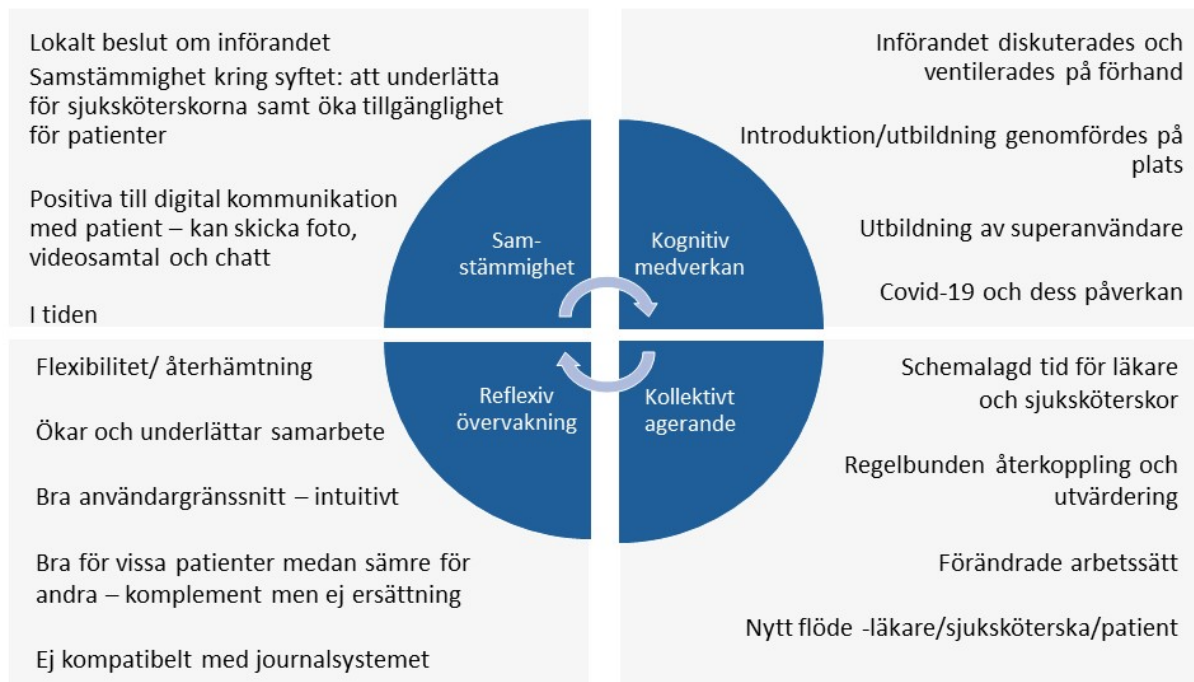 Lokalt beslut om införandet
Samstämmighet kring syftet: att underlätta
för sjuksköterskorna samt öka tillgänglighet
för patienter
Positiva till digital kommunikation
med patient – kan skicka foto,
videosamtal och chatt
I tiden
Införandet diskuterades och
ventilerades på förhand
Introduktion/utbildning genomfördes på
plats
Utbildning av superanvändare
Covid-19 och dess påverkan
Sam-
stämmighet
Kognitiv
medverkan
Reflexiv
övervakning
Kollektivt
agerande
Flexibilitet/ återhämtning
Ökar och underlättar samarbete
Bra användargränssnitt – intuitivt
Bra för vissa patienter medan sämre för
andra – komplement men ej ersättning
Ej kompatibelt med journalsystemet
Schemalagd tid för läkare
och sjuksköterskor
Regelbunden återkoppling och
utvärdering
Förändrade arbetssätt
Nytt flöde -läkare/sjuksköterska/patient